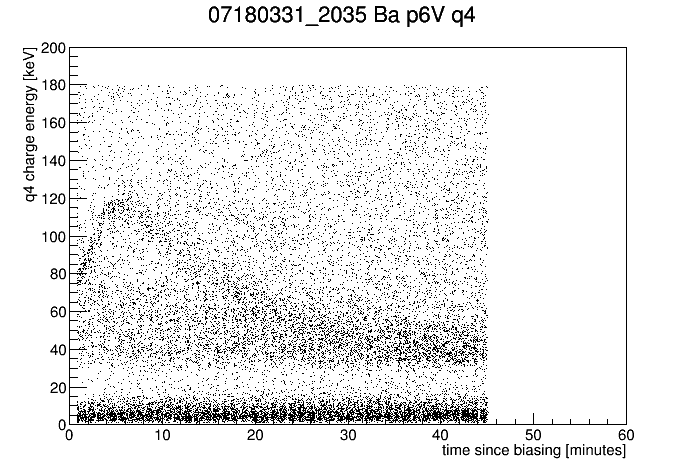 07180331_2035 Ba p6V q4
q4 charge energy [keV]
200
180
160
140
120
100
80
60
40
20
0
0 10 20 30 40 50 60
time since biasing [minutes]